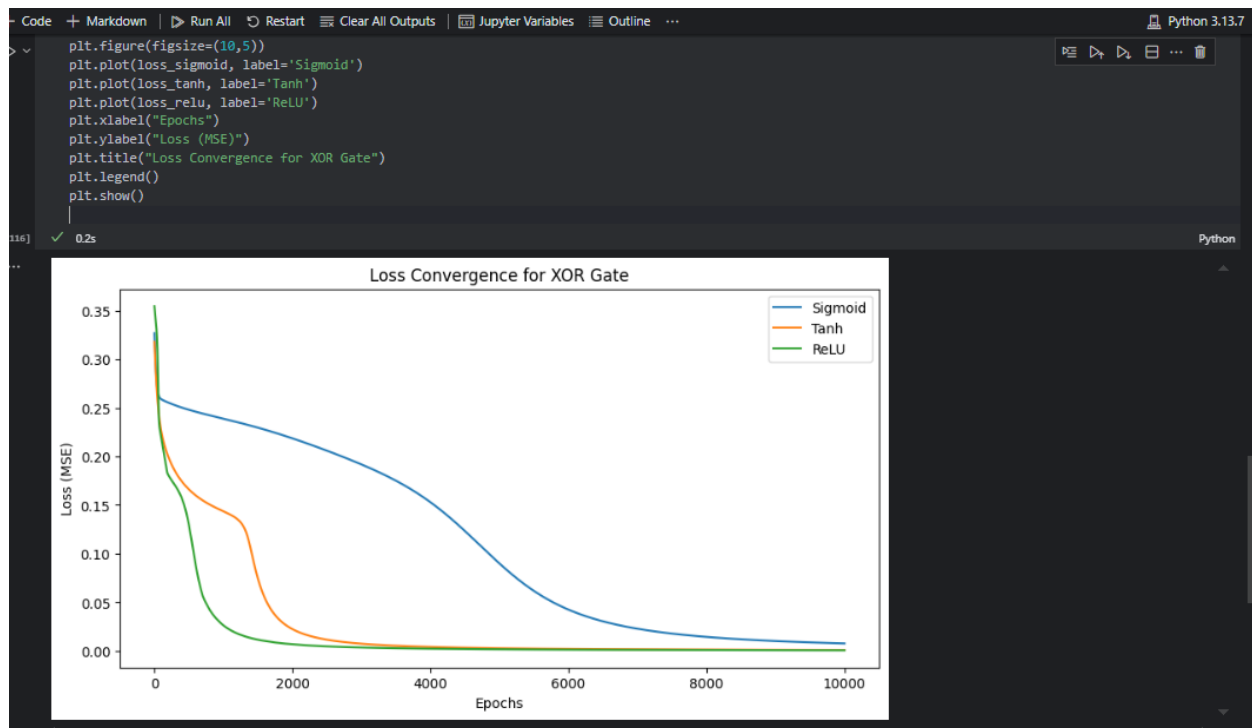 Code + Markdown Run All Restart Clear All Outputs Jupyter Variables Outline ... Python 3.13.7
plt.figure(figsize=(10,5))
plt.plot(loss_sigmoid, label='Sigmoid')
plt.plot(loss_tanh, label='Tanh')
plt.plot(loss_relu, label='ReLU')
plt.xlabel("Epochs")
plt.ylabel("Loss (MSE)")
plt.title("Loss Convergence for XOR Gate")
plt.legend()
plt.show()
116] 0.2s Python
Loss Convergence for XOR Gate
Sigmoid
Tanh
ReLU
Loss (MSE)
0.35
0.30
0.25
0.20
0.15
0.10
0.05
0.00
0 2000 4000 6000 8000 10000
Epochs